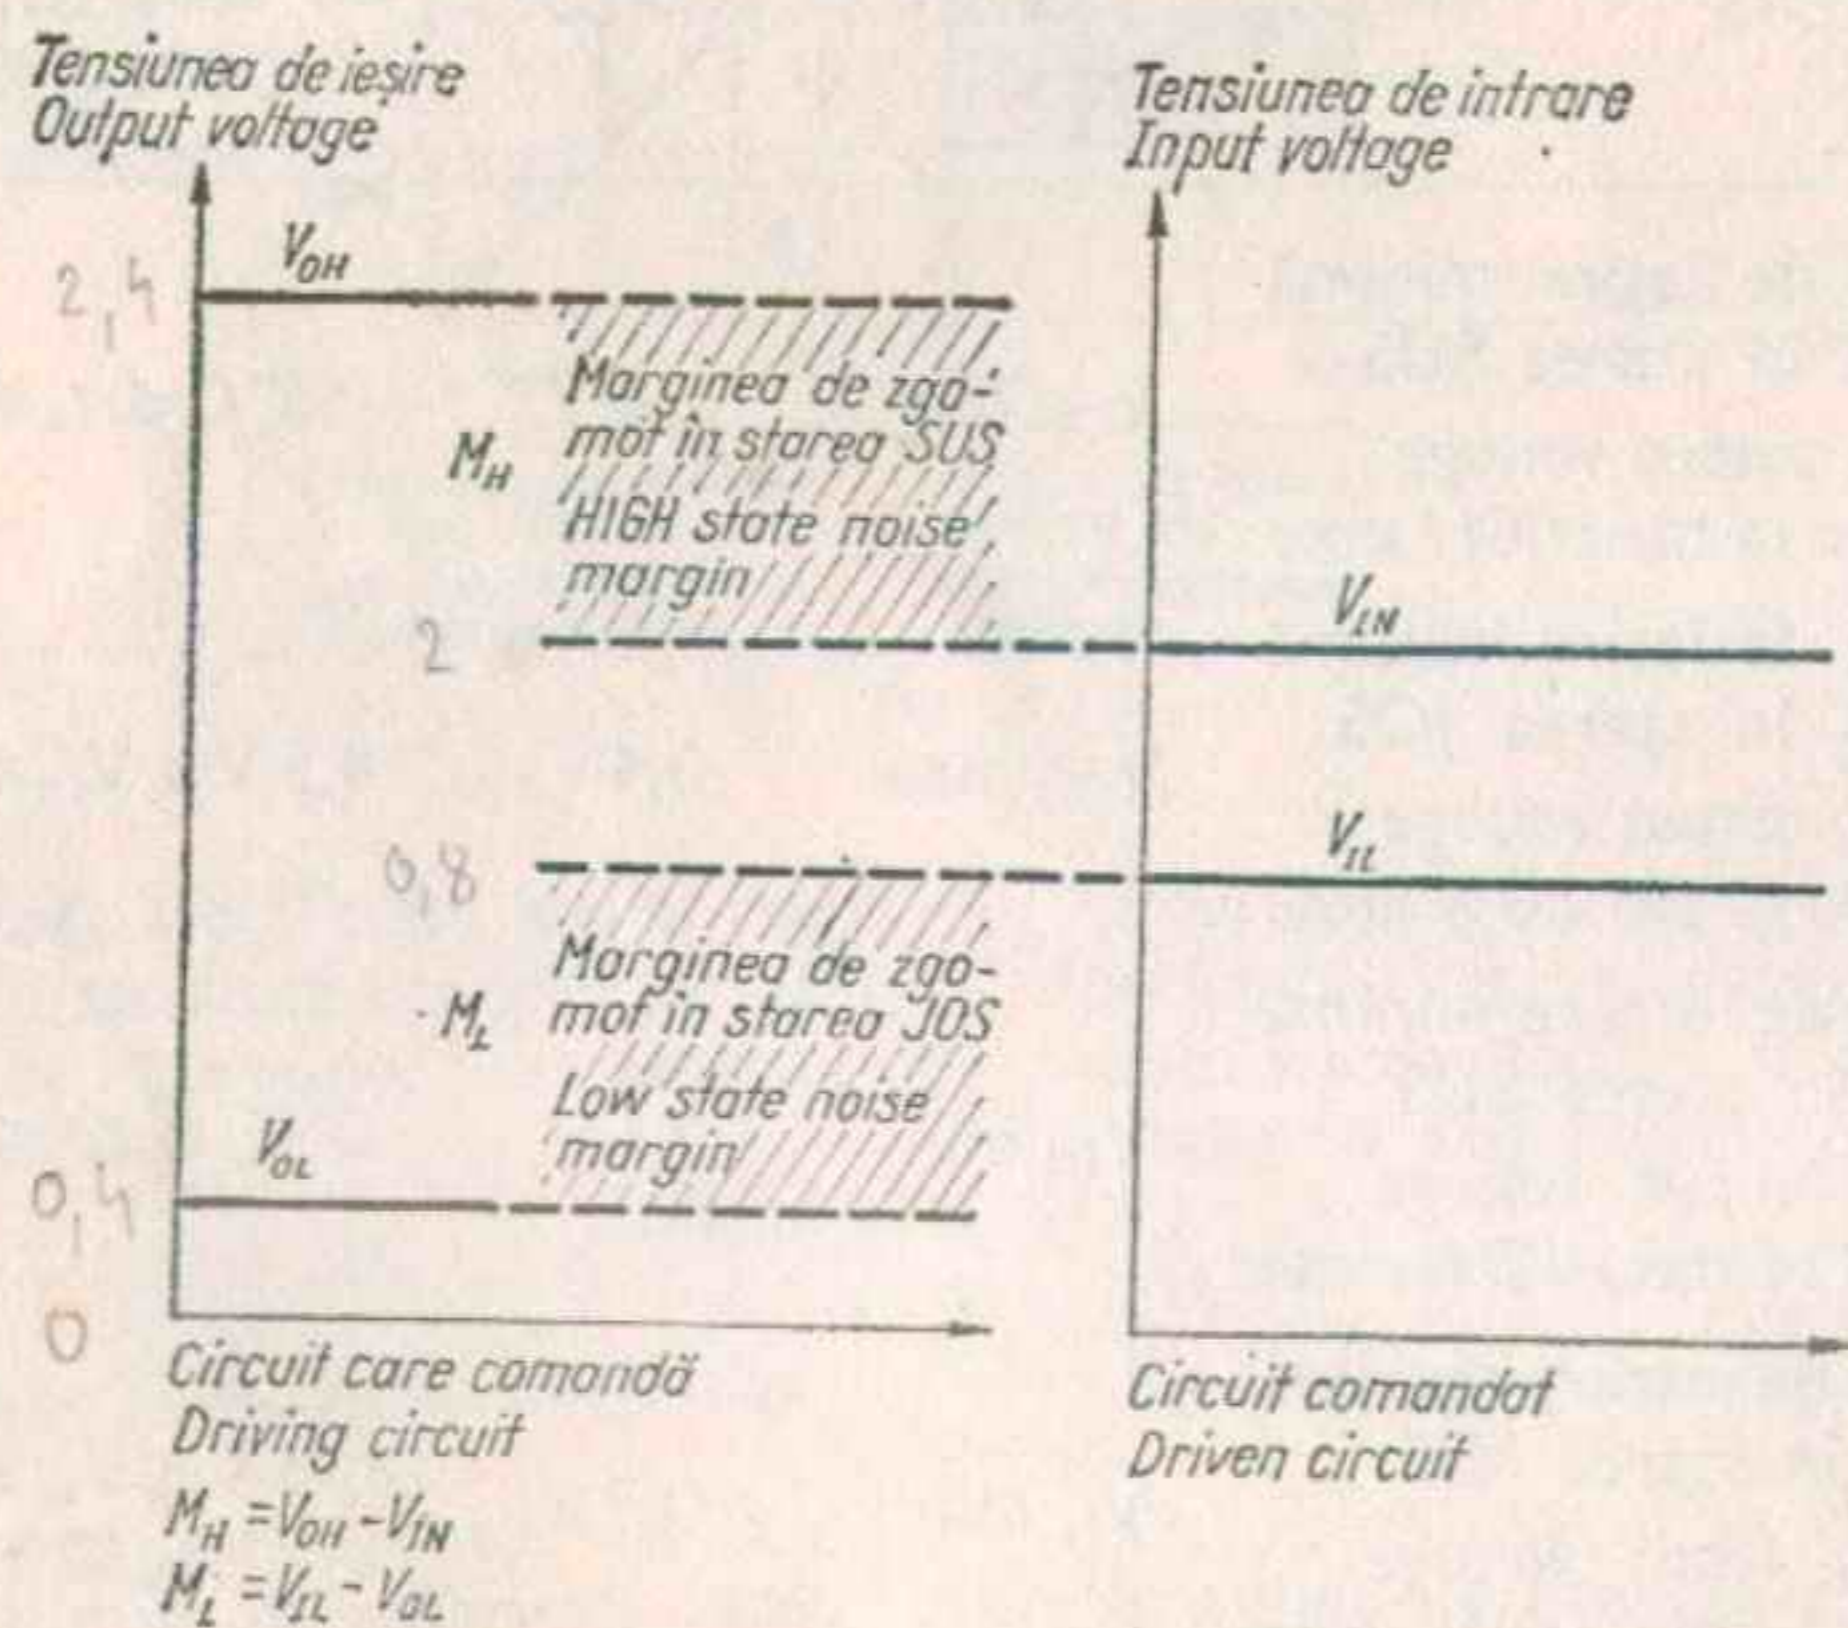 Tensiunea de ieșire
Output voltage
Tensiunea de intrare
Input voltage
V_OH
2,4
Marginea de zgo-
mot în starea SUS
M_H
HIGH state noise
margin
V_IN
2
V_IL
0,8
Marginea de zgo-
mot în starea JOS
M_L
Low state noise
margin
V_OL
0,4
0
Circuit care comandă
Driving circuit
M_H = V_OH - V_IN
M_L = V_IL - V_OL
Circuit comandat
Driven circuit